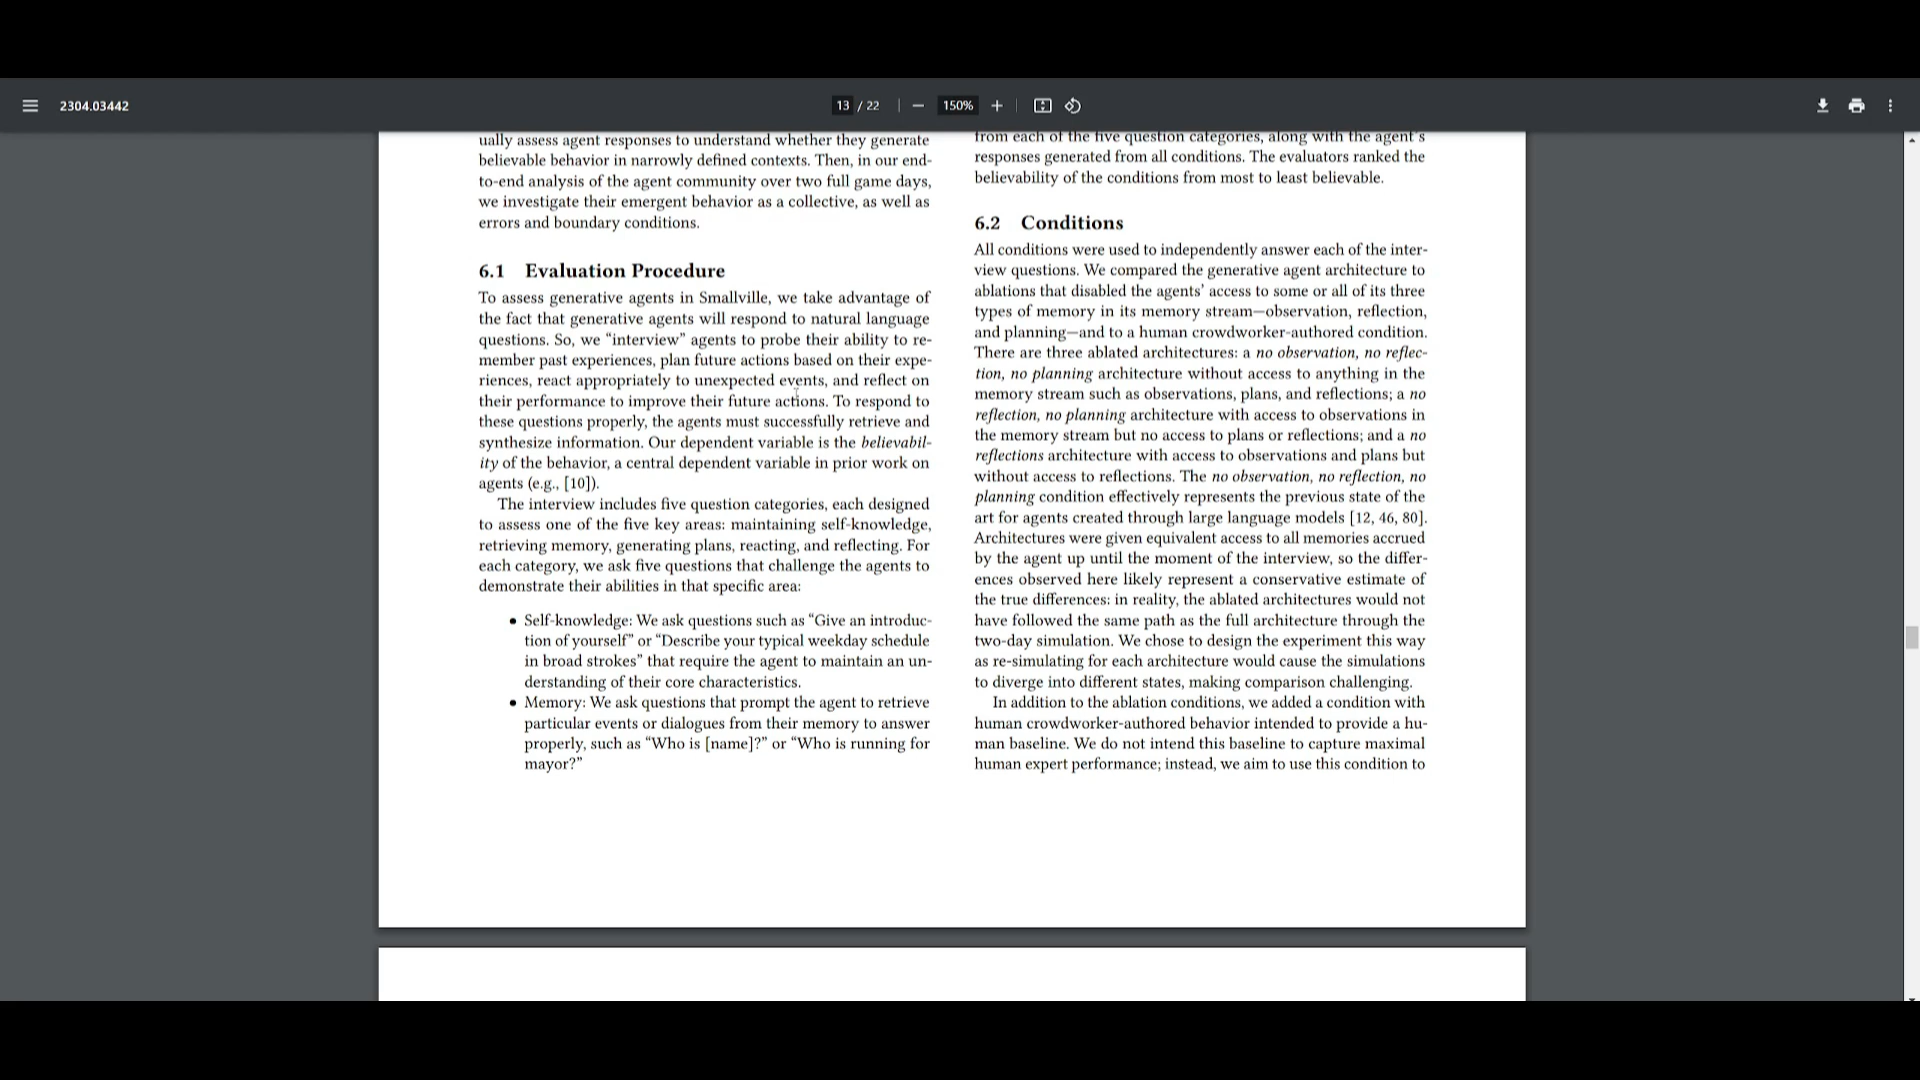 2304.03442
13 / 22
150%
ually assess agent responses to understand whether they generate
believable behavior in narrowly defined contexts. Then, in our end-
to-end analysis of the agent community over two full game days,
we investigate their emergent behavior as a collective, as well as
errors and boundary conditions.
6.1 Evaluation Procedure
To assess generative agents in Smallville, we take advantage of
the fact that generative agents will respond to natural language
questions. So, we “interview” agents to probe their ability to re-
member past experiences, plan future actions based on their expe-
riences, react appropriately to unexpected events, and reflect on
their performance to improve their future actions. To respond to
these questions properly, the agents must successfully retrieve and
synthesize information. Our dependent variable is the believabil-
ity of the behavior, a central dependent variable in prior work on
agents (e.g., [10]).
The interview includes five question categories, each designed
to assess one of the five key areas: maintaining self-knowledge,
retrieving memory, generating plans, reacting, and reflecting. For
each category, we ask five questions that challenge the agents to
demonstrate their abilities in that specific area:
• Self-knowledge: We ask questions such as “Give an introduc-
tion of yourself” or “Describe your typical weekday schedule
in broad strokes” that require the agent to maintain an un-
derstanding of their core characteristics.
• Memory: We ask questions that prompt the agent to retrieve
particular events or dialogues from their memory to answer
properly, such as “Who is [name]?” or “Who is running for
mayor?”
from each of the five question categories, along with the agent's
responses generated from all conditions. The evaluators ranked the
believability of the conditions from most to least believable.
6.2 Conditions
All conditions were used to independently answer each of the inter-
view questions. We compared the generative agent architecture to
ablations that disabled the agents’ access to some or all of its three
types of memory in its memory stream—observation, reflection,
and planning—and to a human crowdworker-authored condition.
There are three ablated architectures: a no observation, no reflec-
tion, no planning architecture without access to anything in the
memory stream such as observations, plans, and reflections; a no
reflection, no planning architecture with access to observations in
the memory stream but no access to plans or reflections; and a no
reflections architecture with access to observations and plans but
without access to reflections. The no observation, no reflection, no
planning condition effectively represents the previous state of the
art for agents created through large language models [12, 46, 80].
Architectures were given equivalent access to all memories accrued
by the agent up until the moment of the interview, so the differ-
ences observed here likely represent a conservative estimate of
the true differences: in reality, the ablated architectures would not
have followed the same path as the full architecture through the
two-day simulation. We chose to design the experiment this way
as re-simulating for each architecture would cause the simulations
to diverge into different states, making comparison challenging.
In addition to the ablation conditions, we added a condition with
human crowdworker-authored behavior intended to provide a hu-
man baseline. We do not intend this baseline to capture maximal
human expert performance; instead, we aim to use this condition to